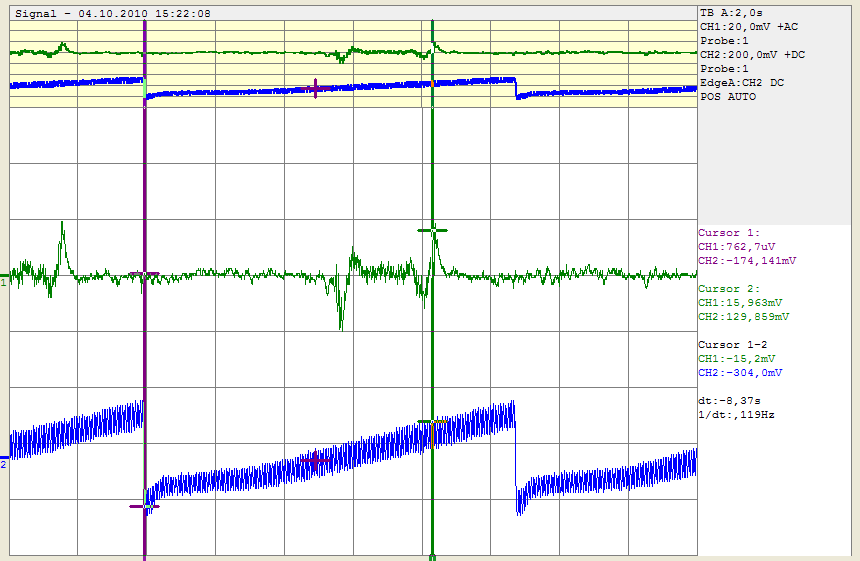 Signal - 04.10.2010 15:22:08
TB A:2,0s
CH1:20,0mV +AC
Probe:1
CH2:200,0mV +DC
Probe:1
EdgeA:CH2 DC
POS AUTO
Cursor 1:
CH1:762,7uV
CH2:-174,141mV
Cursor 2:
CH1:15,963mV
CH2:129,859mV
Cursor 1-2
CH1:-15,2mV
CH2:-304,0mV
dt:-8,37s
1/dt:,119Hz
1
2